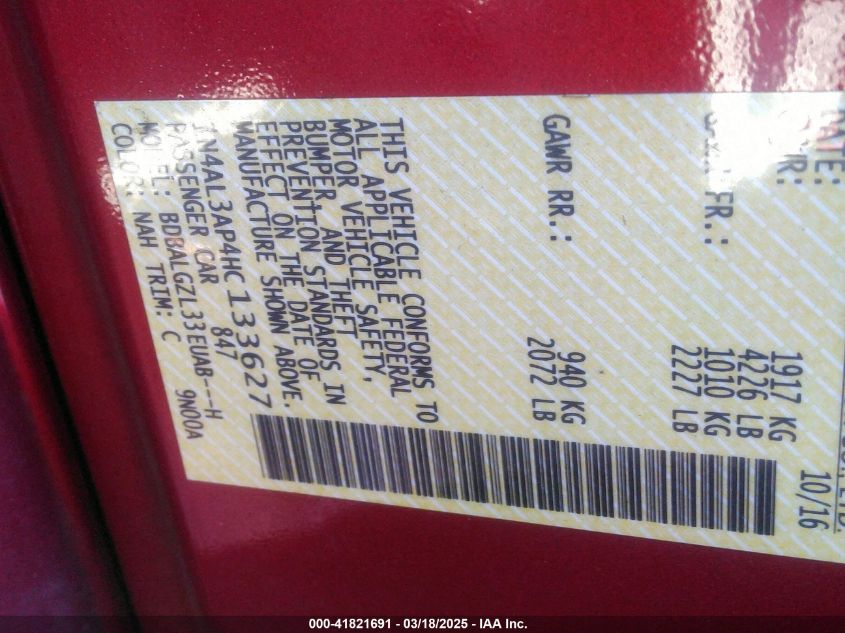 LTD.
DATE: 10/16
1917 KG
4226 LB
FR.: 1010 KG
2227 LB
GAWR RR.: 940 KG
2072 LB
THIS VEHICLE CONFORMS TO
ALL APPLICABLE FEDERAL
MOTOR VEHICLE SAFETY,
BUMPER, AND THEFT
PREVENTION STANDARDS IN
EFFECT ON THE DATE OF
MANUFACTURE SHOWN ABOVE.
1N4AL3AP4HC133627
PASSENGER CAR 847
MODEL: BDBALGZL33EUAB---H
COLOR: NAH TRIM: C 9N00A
000-41821691 — 03/18/2025 — IAA Inc.